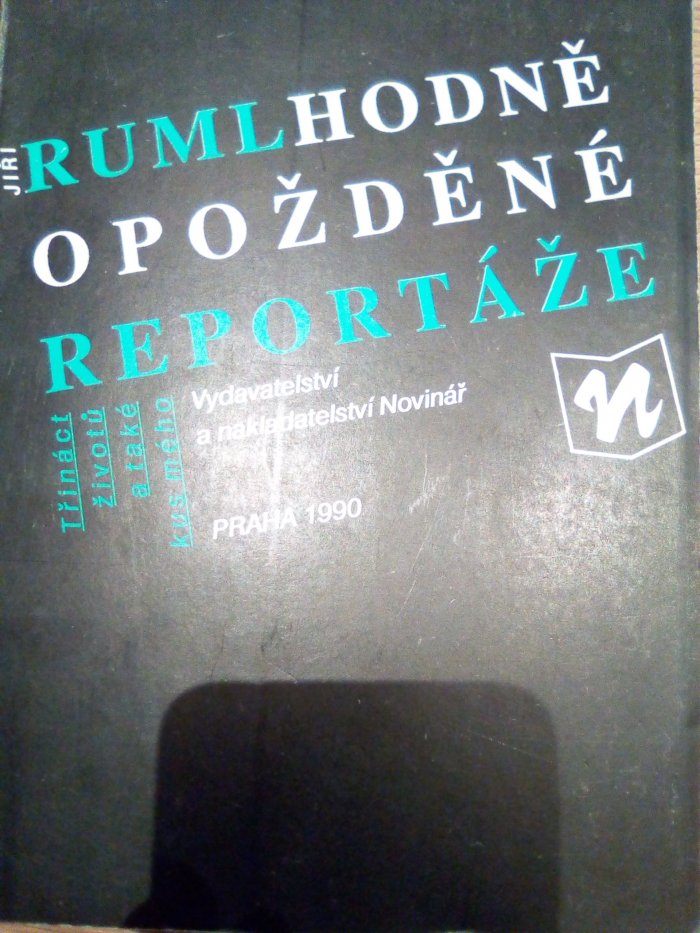 JIŘÍ
RUML HODNĚ
OPOŽDĚNÉ
REPORTÁŽE
Třináct
životů
a také
kus mého
Vydavatelství
a nakladatelství Novinář
PRAHA 1990
n